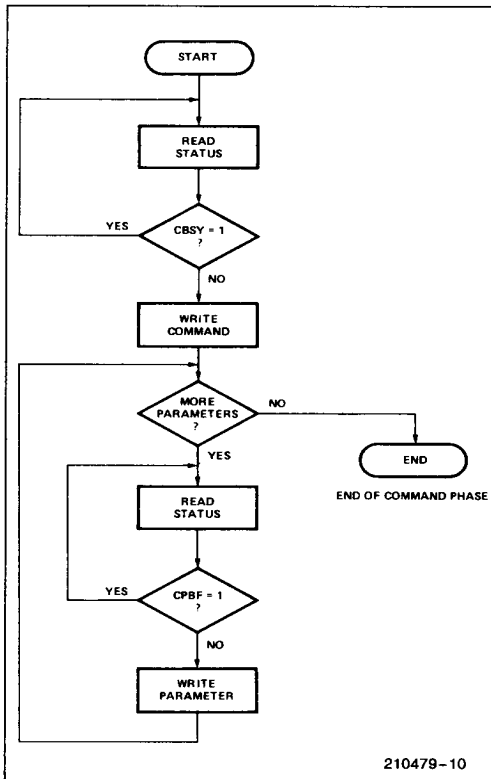 START
READ
STATUS
YES
CBSY = 1
?
NO
WRITE
COMMAND
MORE
PARAMETERS
?
NO
YES
END
END OF COMMAND PHASE
READ
STATUS
YES
CPBF = 1
?
NO
WRITE
PARAMETER
210479-10